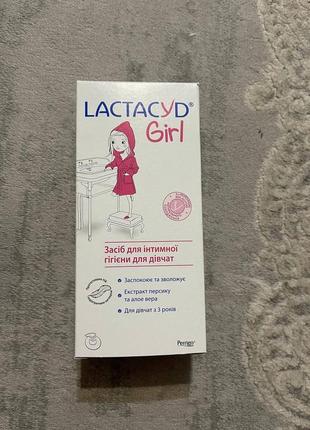 LACTACYD®
Girl
Засіб для інтимної
гігієни для дівчат
Заспокоює та зволожує
Екстракт персику
та алое вера
Для дівчат з 3 років
Perrigo